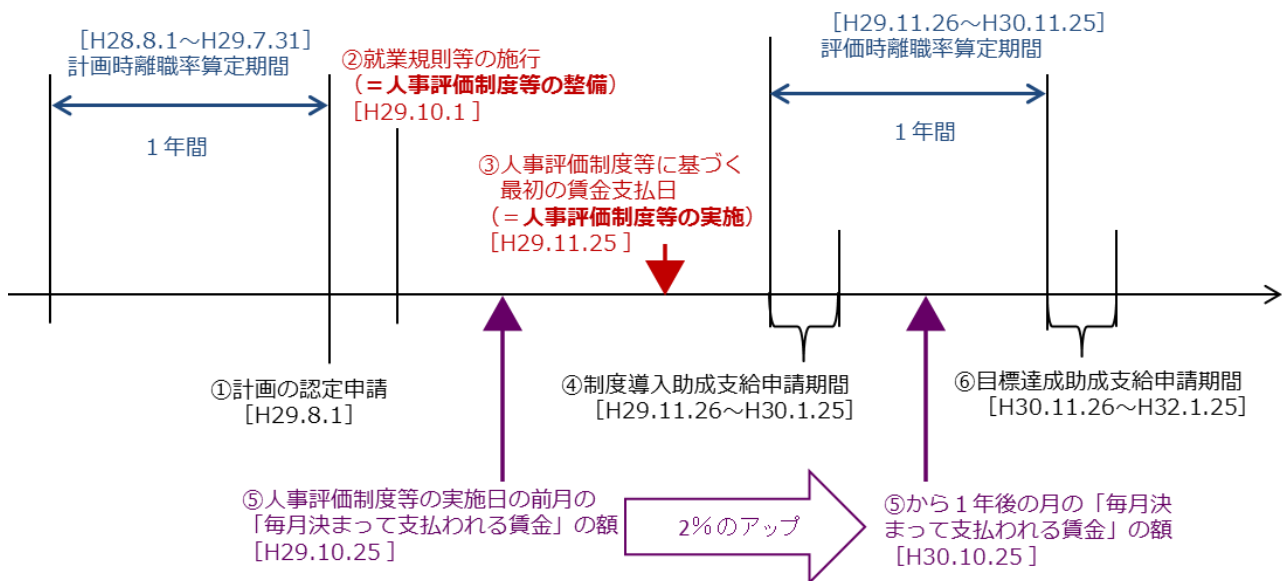 [H28.8.1～H29.7.31]
計画時離職率算定期間
１年間
②就業規則等の施行
(＝人事評価制度等の整備)
[H29.10.1 ]
③人事評価制度等に基づく
最初の賃金支払日
(＝人事評価制度等の実施)
[H29.11.25 ]
[H29.11.26～H30.11.25]
評価時離職率算定期間
１年間
①計画の認定申請
[H29.8.1]
④制度導入助成支給申請期間
[H29.11.26～H30.1.25]
⑥目標達成助成支給申請期間
[H30.11.26～H32.1.25]
⑤人事評価制度等の実施日の前月の
「毎月決まって支払われる賃金」の額
[H29.10.25 ]
2％のアップ
⑤から１年後の月の「毎月決
まって支払われる賃金」の額
[H30.10.25 ]